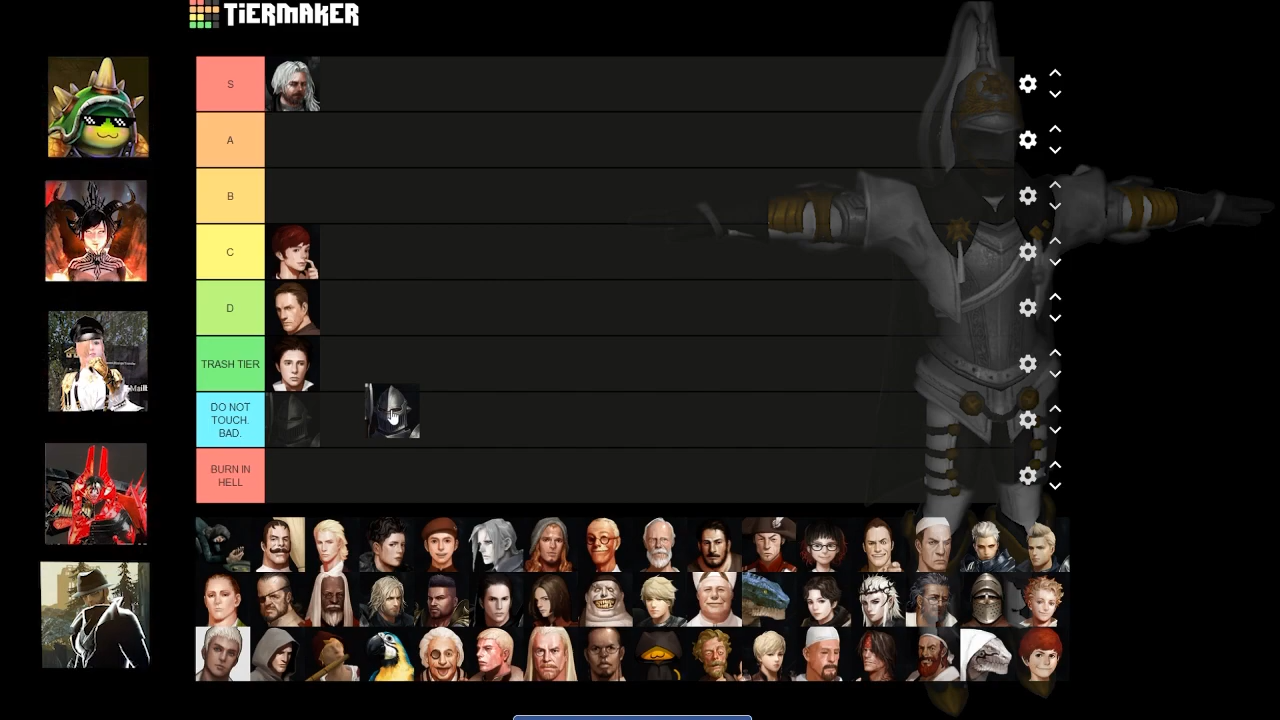 TIERMAKER
S
A
B
C
D
TRASH TIER
DO NOT
TOUCH.
BAD.
BURN IN
HELL